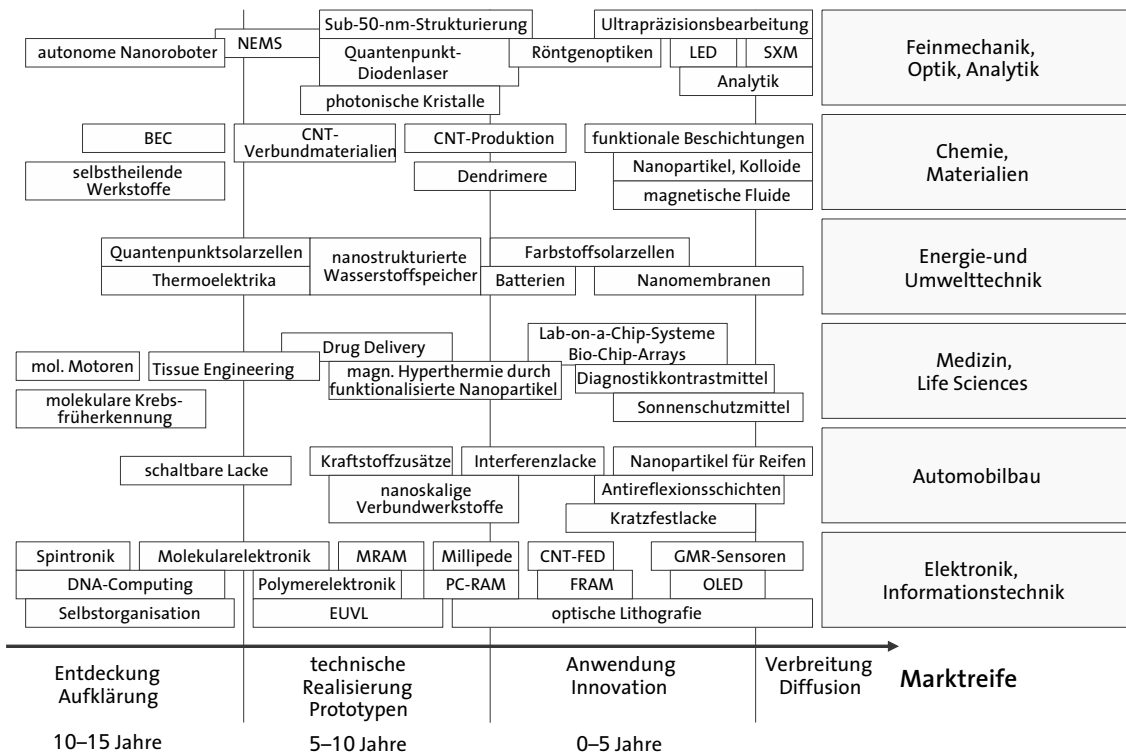 Sub-50-nm-Strukturierung
Ultrapräzisionsbearbeitung
autonome Nanoroboter
NEMS
Quantenpunkt-
Diodenlaser
Röntgenoptiken
LED
SXM
Analytik
photonische Kristalle
Feinmechanik,
Optik, Analytik
BEC
CNT-
Verbundmaterialien
CNT-Produktion
funktionale Beschichtungen
selbstheilende
Werkstoffe
Dendrimere
Nanopartikel, Kolloide
magnetische Fluide
Chemie,
Materialien
Quantenpunktsolarzellen
nanostrukturierte
Wasserstoffspeicher
Farbstoffsolarzellen
Thermoelektrika
Batterien
Nanomembranen
Energie-und
Umwelttechnik
Drug Delivery
Lab-on-a-Chip-Systeme
Bio-Chip-Arrays
mol. Motoren
Tissue Engineering
magn. Hyperthermie durch
funktionalisierte Nanopartikel
Diagnostikkontrastmittel
molekulare Krebs-
früherkennung
Sonnenschutzmittel
Medizin,
Life Sciences
schaltbare Lacke
Kraftstoffzusätze
Interferenzlacke
Nanopartikel für Reifen
nanoskalige
Verbundwerkstoffe
Antireflexionsschichten
Kratzfestlacke
Automobilbau
Spintronik
Molekularelektronik
MRAM
Millipede
CNT-FED
GMR-Sensoren
DNA-Computing
Polymerelektronik
PC-RAM
FRAM
OLED
Selbstorganisation
EUVL
optische Lithografie
Elektronik,
Informationstechnik
Entdeckung
Aufklärung
technische
Realisierung
Prototypen
Anwendung
Innovation
Verbreitung
Diffusion
Marktreife
10–15 Jahre
5–10 Jahre
0–5 Jahre